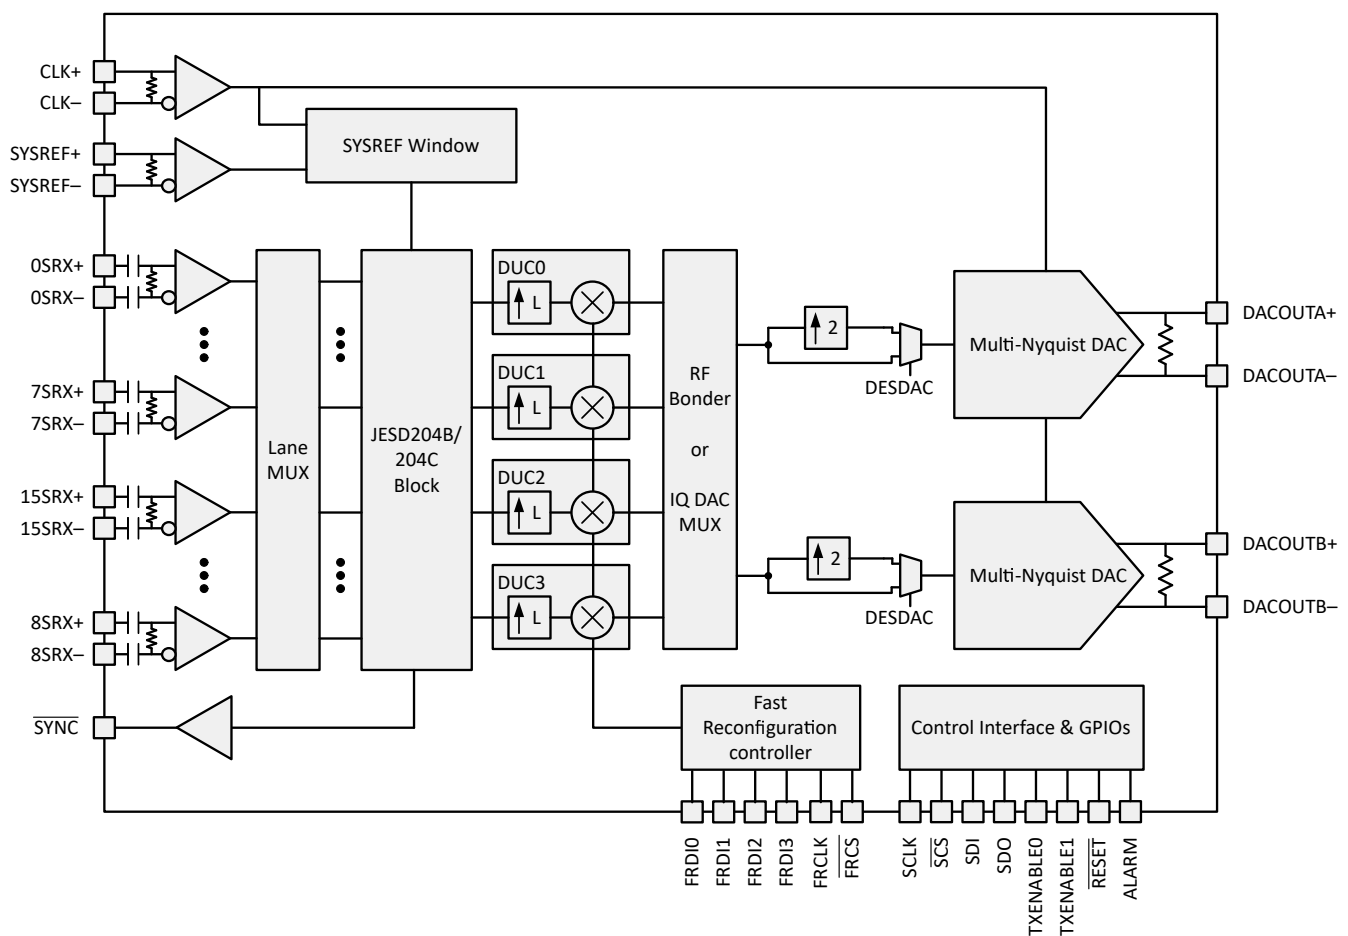 CLK+
CLK–
SYSREF+
SYSREF–
SYSREF Window
0SRX+
0SRX–
7SRX+
7SRX–
15SRX+
15SRX–
8SRX+
8SRX–
SYNC
Lane
MUX
JESD204B/
204C
Block
DUC0
L
DUC1
L
DUC2
L
DUC3
L
RF
Bonder
or
IQ DAC
MUX
2
DESDAC
2
DESDAC
Multi-Nyquist DAC
Multi-Nyquist DAC
DACOUTA+
DACOUTA–
DACOUTB+
DACOUTB–
Fast
Reconfiguration
controller
Control Interface & GPIOs
FRDI0
FRDI1
FRDI2
FRDI3
FRCLK
FRCS
SCLK
SCS
SDI
SDO
TXENABLE0
TXENABLE1
RESET
ALARM